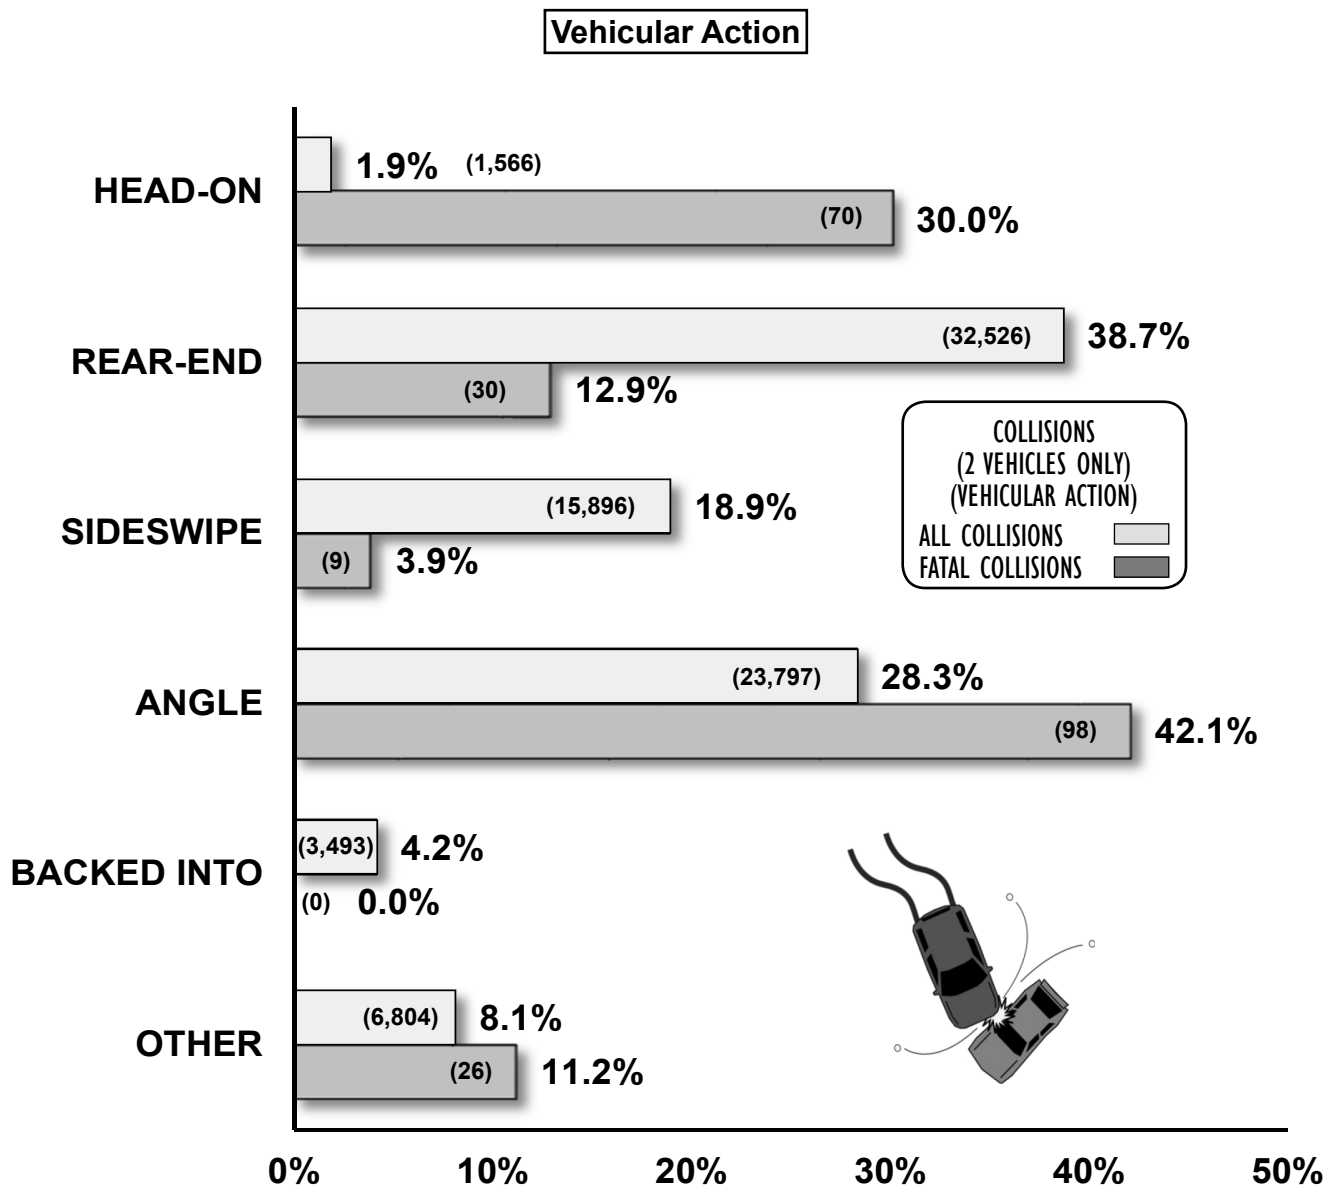 Vehicular Action
HEAD-ON
1.9% (1,566)
(70) 30.0%
REAR-END
(32,526) 38.7%
(30) 12.9%
COLLISIONS
(2 VEHICLES ONLY)
(VEHICULAR ACTION)
ALL COLLISIONS
FATAL COLLISIONS
SIDESWIPE
(15,896) 18.9%
(9) 3.9%
ANGLE
(23,797) 28.3%
(98) 42.1%
BACKED INTO
(3,493) 4.2%
(0) 0.0%
OTHER
(6,804) 8.1%
(26) 11.2%
0% 10% 20% 30% 40% 50%